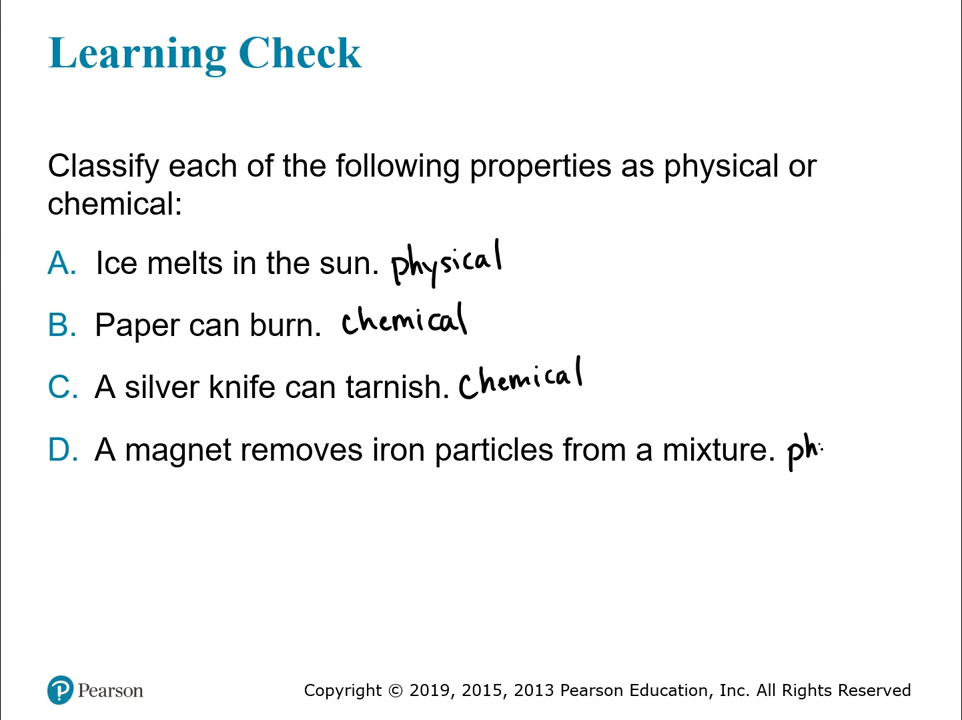 Learning Check
Classify each of the following properties as physical or
chemical:
A. Ice melts in the sun. physical
B. Paper can burn. chemical
C. A silver knife can tarnish. chemical
D. A magnet removes iron particles from a mixture. ph
Pearson Copyright © 2019, 2015, 2013 Pearson Education, Inc. All Rights Reserved